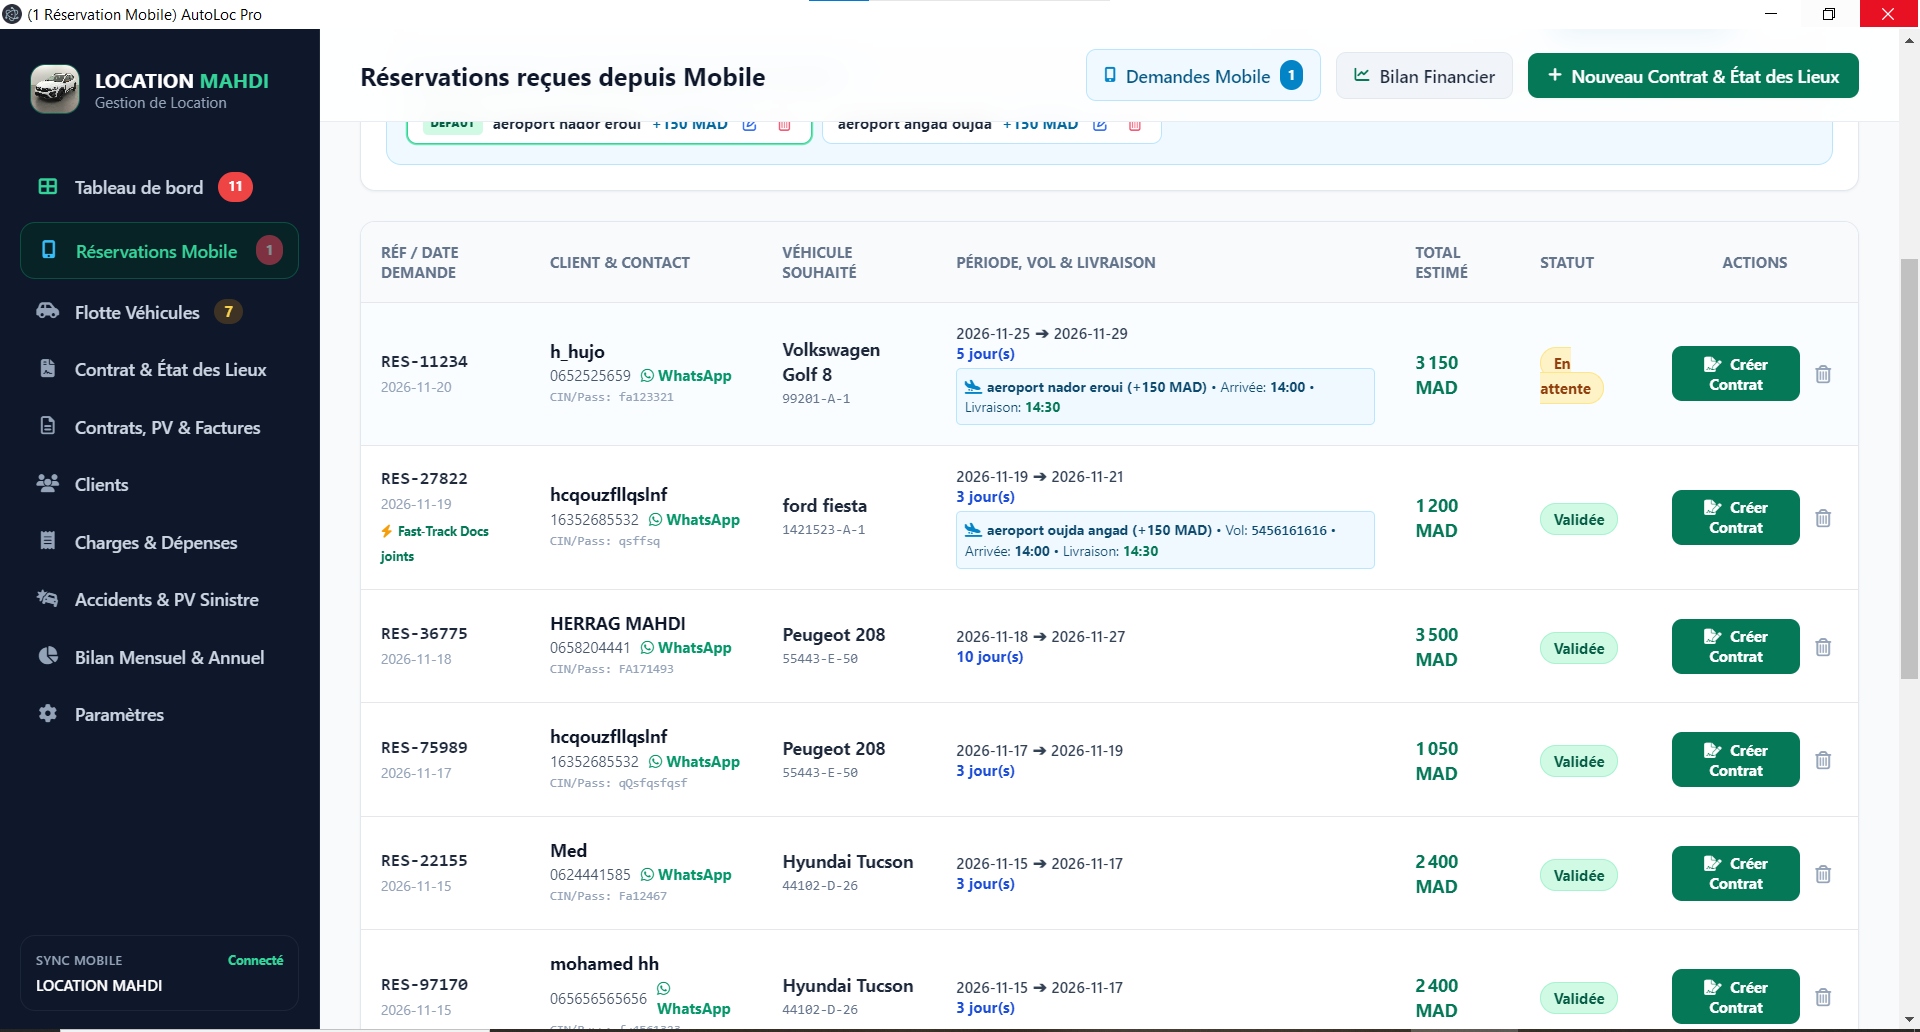 (1 Réservation Mobile) AutoLoc Pro
LOCATION MAHDI
Gestion de Location
Tableau de bord 11
Réservations Mobile 1
Flotte Véhicules 7
Contrat & État des Lieux
Contrats, PV & Factures
Clients
Charges & Dépenses
Accidents & PV Sinistre
Bilan Mensuel & Annuel
Paramètres
SYNC MOBILE Connecté
LOCATION MAHDI
Réservations reçues depuis Mobile
Demandes Mobile 1
Bilan Financier
+ Nouveau Contrat & État des Lieux
DÉFAUT aeroport nador eroui +150 MAD
aeroport angad oujda +150 MAD
RÉF / DATE DEMANDE
CLIENT & CONTACT
VÉHICULE SOUHAITÉ
PÉRIODE, VOL & LIVRAISON
TOTAL ESTIMÉ
STATUT
ACTIONS
RES-11234
2026-11-20
h_hujo
0652525659 WhatsApp
CIN/Pass: fa123321
Volkswagen
Golf 8
99201-A-1
2026-11-25 ➔ 2026-11-29
5 jour(s)
aeroport nador eroui (+150 MAD) • Arrivée: 14:00 •
Livraison: 14:30
3 150
MAD
En
attente
Créer
Contrat
RES-27822
2026-11-19
Fast-Track Docs
joints
hcqouzfllqslnf
16352685532 WhatsApp
CIN/Pass: qsffsq
ford fiesta
1421523-A-1
2026-11-19 ➔ 2026-11-21
3 jour(s)
aeroport oujda angad (+150 MAD) • Vol: 5456161616 •
Arrivée: 14:00 • Livraison: 14:30
1 200
MAD
Validée
Créer
Contrat
RES-36775
2026-11-18
HERRAG MAHDI
0658204441 WhatsApp
CIN/Pass: FA171493
Peugeot 208
55443-E-50
2026-11-18 ➔ 2026-11-27
10 jour(s)
3 500
MAD
Validée
Créer
Contrat
RES-75989
2026-11-17
hcqouzfllqslnf
16352685532 WhatsApp
CIN/Pass: qQsfqsfqsf
Peugeot 208
55443-E-50
2026-11-17 ➔ 2026-11-19
3 jour(s)
1 050
MAD
Validée
Créer
Contrat
RES-22155
2026-11-15
Med
0624441585 WhatsApp
CIN/Pass: Fa12467
Hyundai Tucson
44102-D-26
2026-11-15 ➔ 2026-11-17
3 jour(s)
2 400
MAD
Validée
Créer
Contrat
RES-97170
2026-11-15
mohamed hh
065656565656 WhatsApp
Hyundai Tucson
44102-D-26
2026-11-15 ➔ 2026-11-17
3 jour(s)
2 400
MAD
Validée
Créer
Contrat